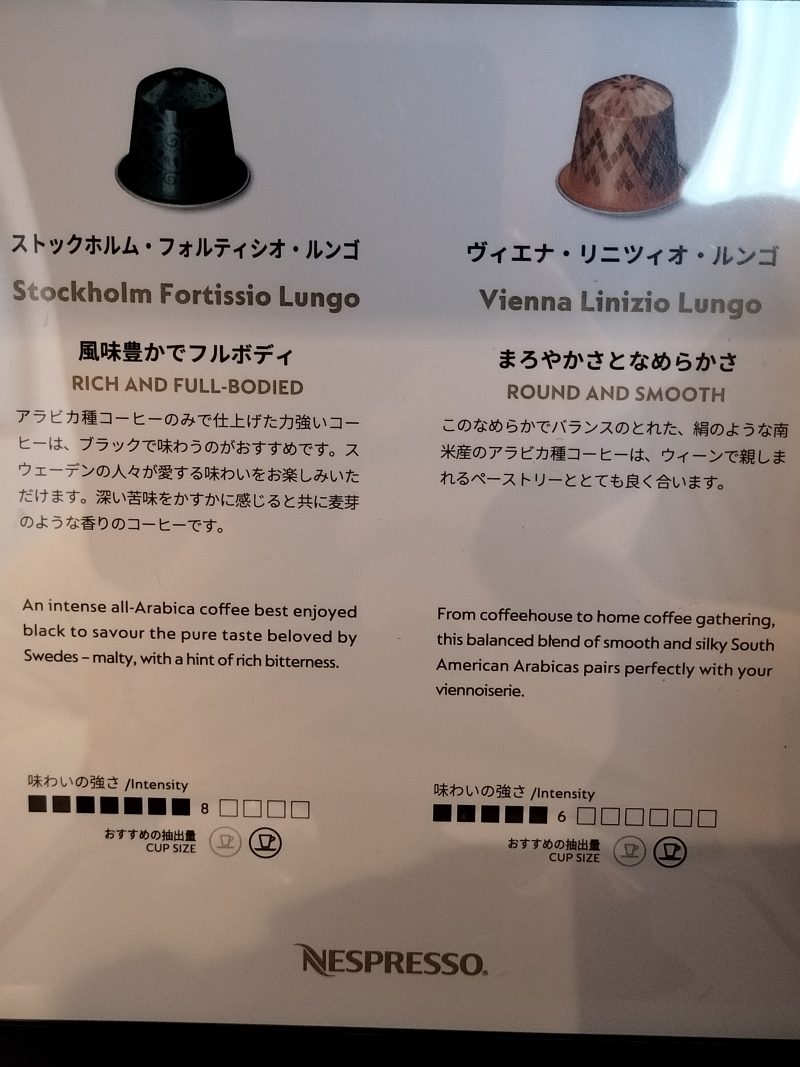 ストックホルム・フォルティシオ・ルンゴ
Stockholm Fortissio Lungo
風味豊かでフルボディ
RICH AND FULL-BODIED
アラビカ種コーヒーのみで仕上げた力強いコー
ヒーは、ブラックで味わうのがおすすめです。ス
ウェーデンの人々が愛する味わいをお楽しみいた
だけます。深い苦味をかすかに感じると共に麦芽
のような香りのコーヒーです。
An intense all-Arabica coffee best enjoyed
black to savour the pure taste beloved by
Swedes – malty, with a hint of rich bitterness.
味わいの強さ /Intensity
8
おすすめの抽出量
CUP SIZE
ヴィエナ・リニツィオ・ルンゴ
Vienna Linizio Lungo
まろやかさとなめらかさ
ROUND AND SMOOTH
このなめらかでバランスのとれた、絹のような南
米産のアラビカ種コーヒーは、ウィーンで親しま
れるペーストリーととても良く合います。
From coffeehouse to home coffee gathering,
this balanced blend of smooth and silky South
American Arabicas pairs perfectly with your
viennoiserie.
味わいの強さ /Intensity
6
おすすめの抽出量
CUP SIZE
NESPRESSO.